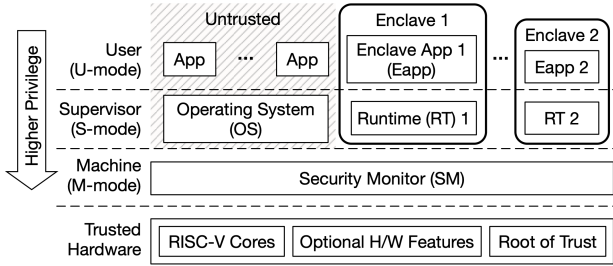 Untrusted
Enclave 1
Enclave 2
User
(U-mode)
App
...
App
Enclave App 1
(Eapp)
...
Eapp 2
Higher Privilege
Supervisor
(S-mode)
Operating System
(OS)
Runtime (RT) 1
RT 2
Machine
(M-mode)
Security Monitor (SM)
Trusted
Hardware
RISC-V Cores
Optional H/W Features
Root of Trust